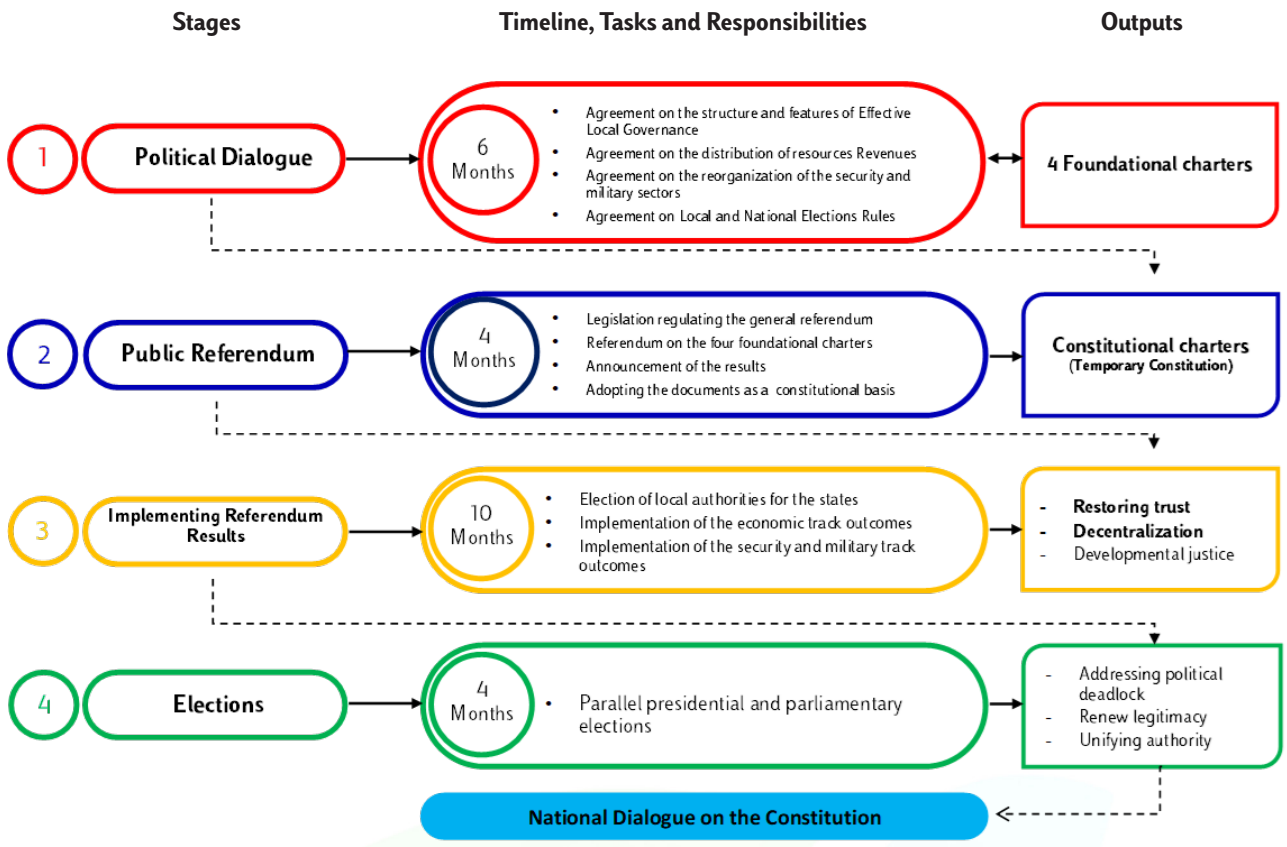 Stages
Timeline, Tasks and Responsibilities
Outputs
1
Political Dialogue
6
Months
• Agreement on the structure and features of Effective
Local Governance
• Agreement on the distribution of resources Revenues
• Agreement on the reorganization of the security and
military sectors
• Agreement on Local and National Elections Rules
4 Foundational charters
2
Public Referendum
4
Months
• Legislation regulating the general referendum
• Referendum on the four foundational charters
• Announcement of the results
• Adopting the documents as a constitutional basis
Constitutional charters
(Temporary Constitution)
3
Implementing Referendum
Results
10
Months
• Election of local authorities for the states
• Implementation of the economic track outcomes
• Implementation of the security and military track
outcomes
- Restoring trust
- Decentralization
- Developmental justice
4
Elections
4
Months
• Parallel presidential and parliamentary
elections
- Addressing political
deadlock
- Renew legitimacy
- Unifying authority
National Dialogue on the Constitution